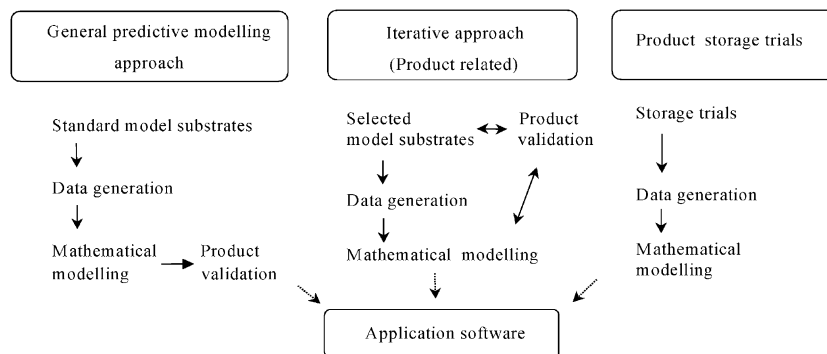 General predictive modelling
approach
Iterative approach
(Product related)
Product storage trials
Standard model substrates
Data generation
Mathematical
modelling
Product
validation
Selected
model substrates
Product
validation
Data generation
Mathematical modelling
Storage trials
Data generation
Mathematical
modelling
Application software